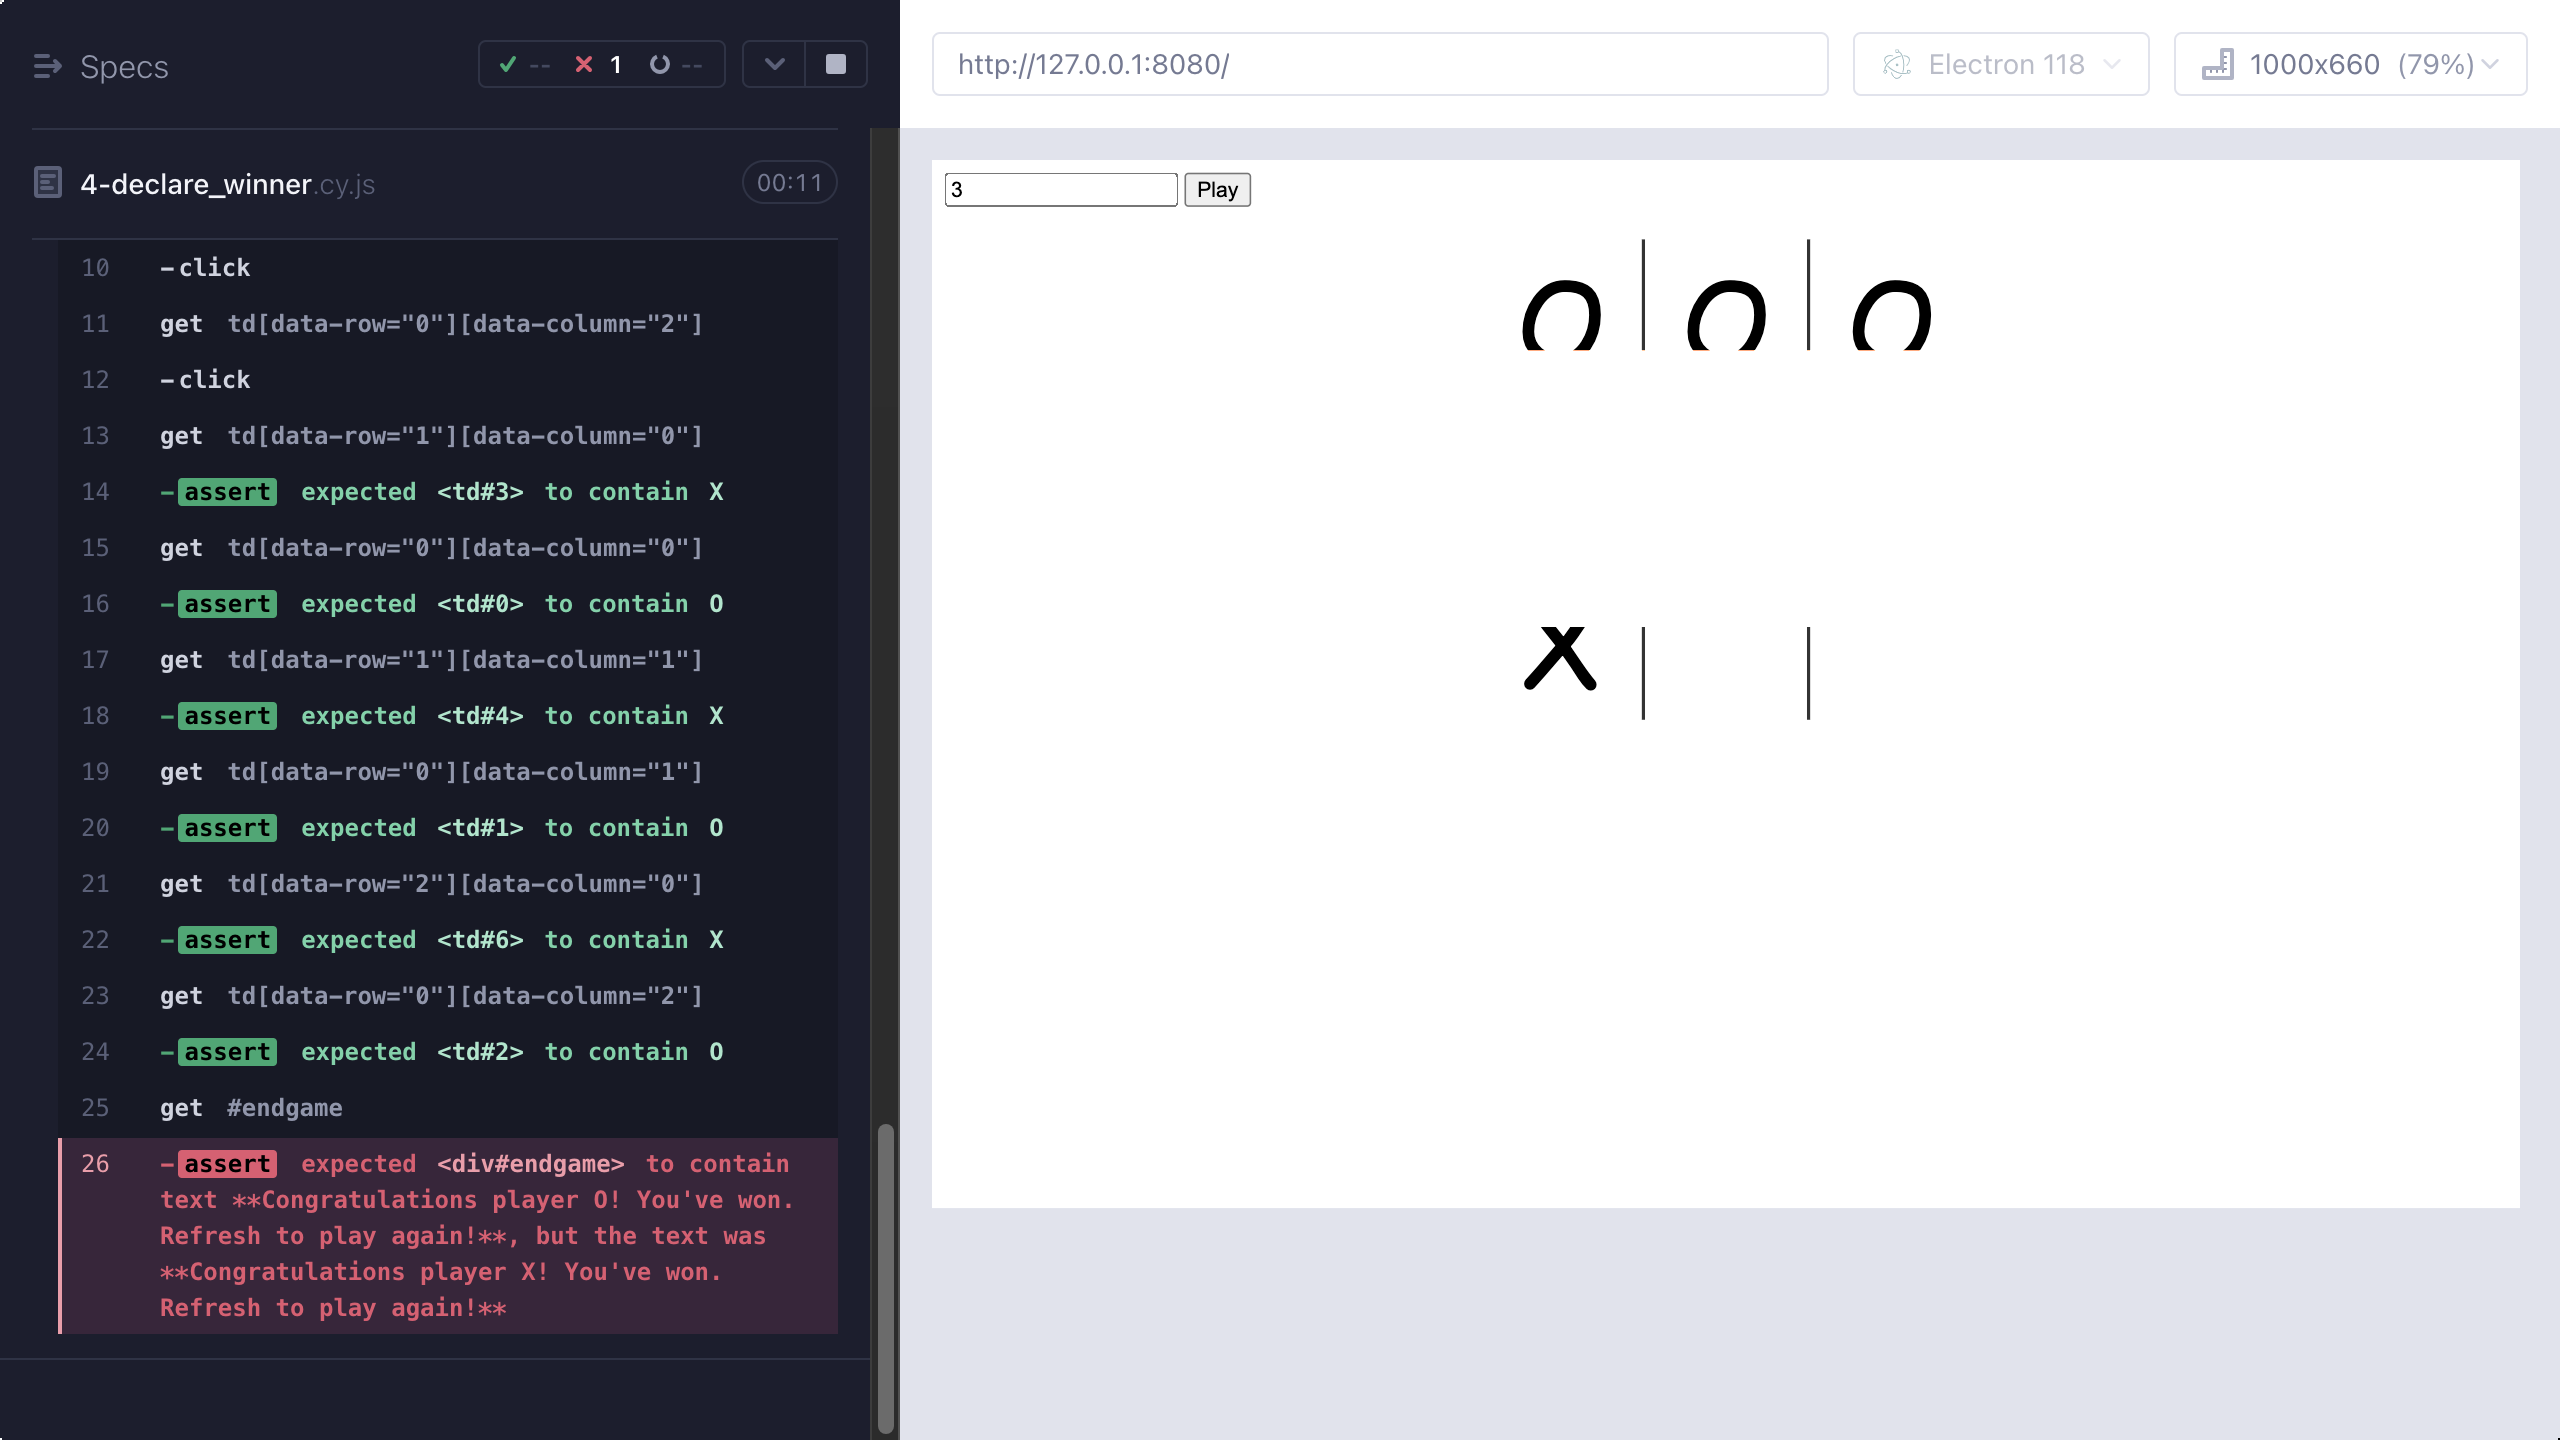 Specs
-- 1 --
4-declare_winner.cy.js 00:11
10 -click
11 get td[data-row="0"][data-column="2"]
12 -click
13 get td[data-row="1"][data-column="0"]
14 -assert expected <td#3> to contain X
15 get td[data-row="0"][data-column="0"]
16 -assert expected <td#0> to contain O
17 get td[data-row="1"][data-column="1"]
18 -assert expected <td#4> to contain X
19 get td[data-row="0"][data-column="1"]
20 -assert expected <td#1> to contain O
21 get td[data-row="2"][data-column="0"]
22 -assert expected <td#6> to contain X
23 get td[data-row="0"][data-column="2"]
24 -assert expected <td#2> to contain O
25 get #endgame
26 -assert expected <div#endgame> to contain
text **Congratulations player O! You've won.
Refresh to play again!**, but the text was
**Congratulations player X! You've won.
Refresh to play again!**
http://127.0.0.1:8080/ Electron 118 1000x660 (79%)
3 Play
O O O
X